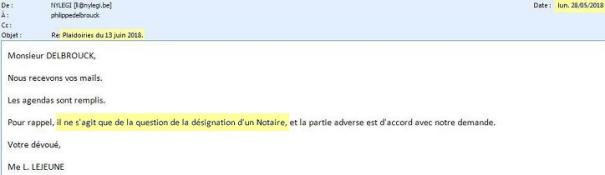 De : NYLEGI [l@nylegi.be] Date : lun. 28/05/2018
À : philippedelbrouck
Cc :
Objet : Re: Plaidoiries du 13 juin 2018.
Monsieur DELBROUCK,
Nous recevons vos mails.
Les agendas sont remplis.
Pour rappel, il ne s'agit que de la question de la désignation d'un Notaire, et la partie adverse est d'accord avec notre demande.
Votre dévoué,
Me L. LEJEUNE